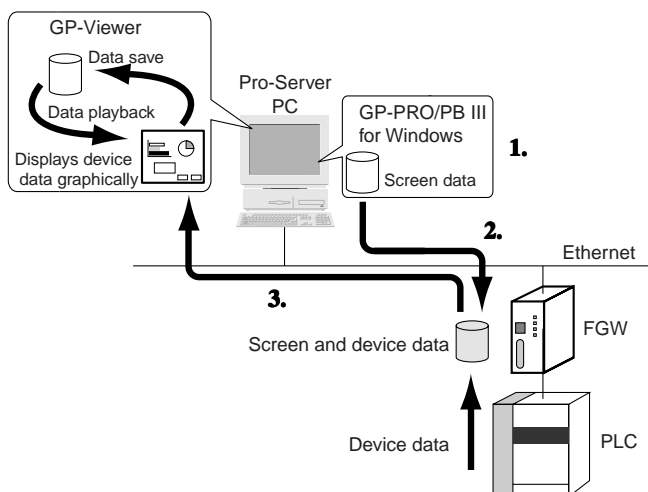 GP-Viewer
Data save
Data playback
Displays device
data graphically
Pro-Server
PC
GP-PRO/PB III
for Windows
Screen data
1.
2.
Ethernet
3.
Screen and device data
FGW
Device data
PLC